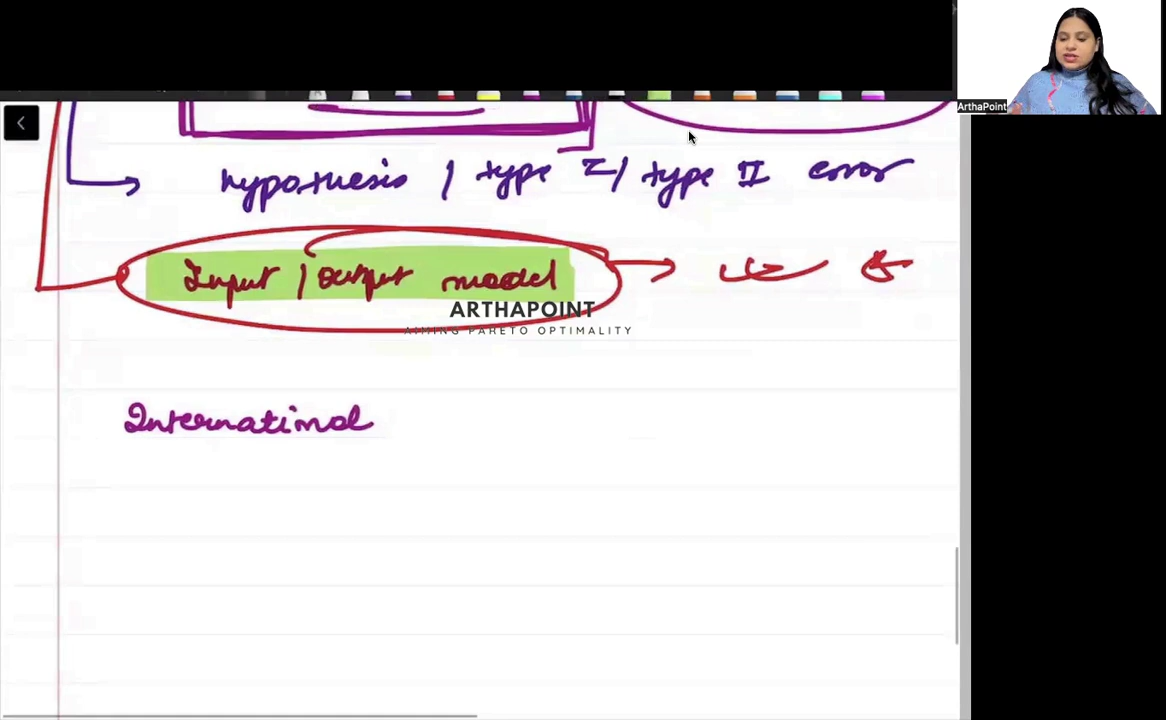 ArthaPoint
hypothesis / type I / type II error
Input / output model
ARTHAPOINT
AIMING PARETO OPTIMALITY
International